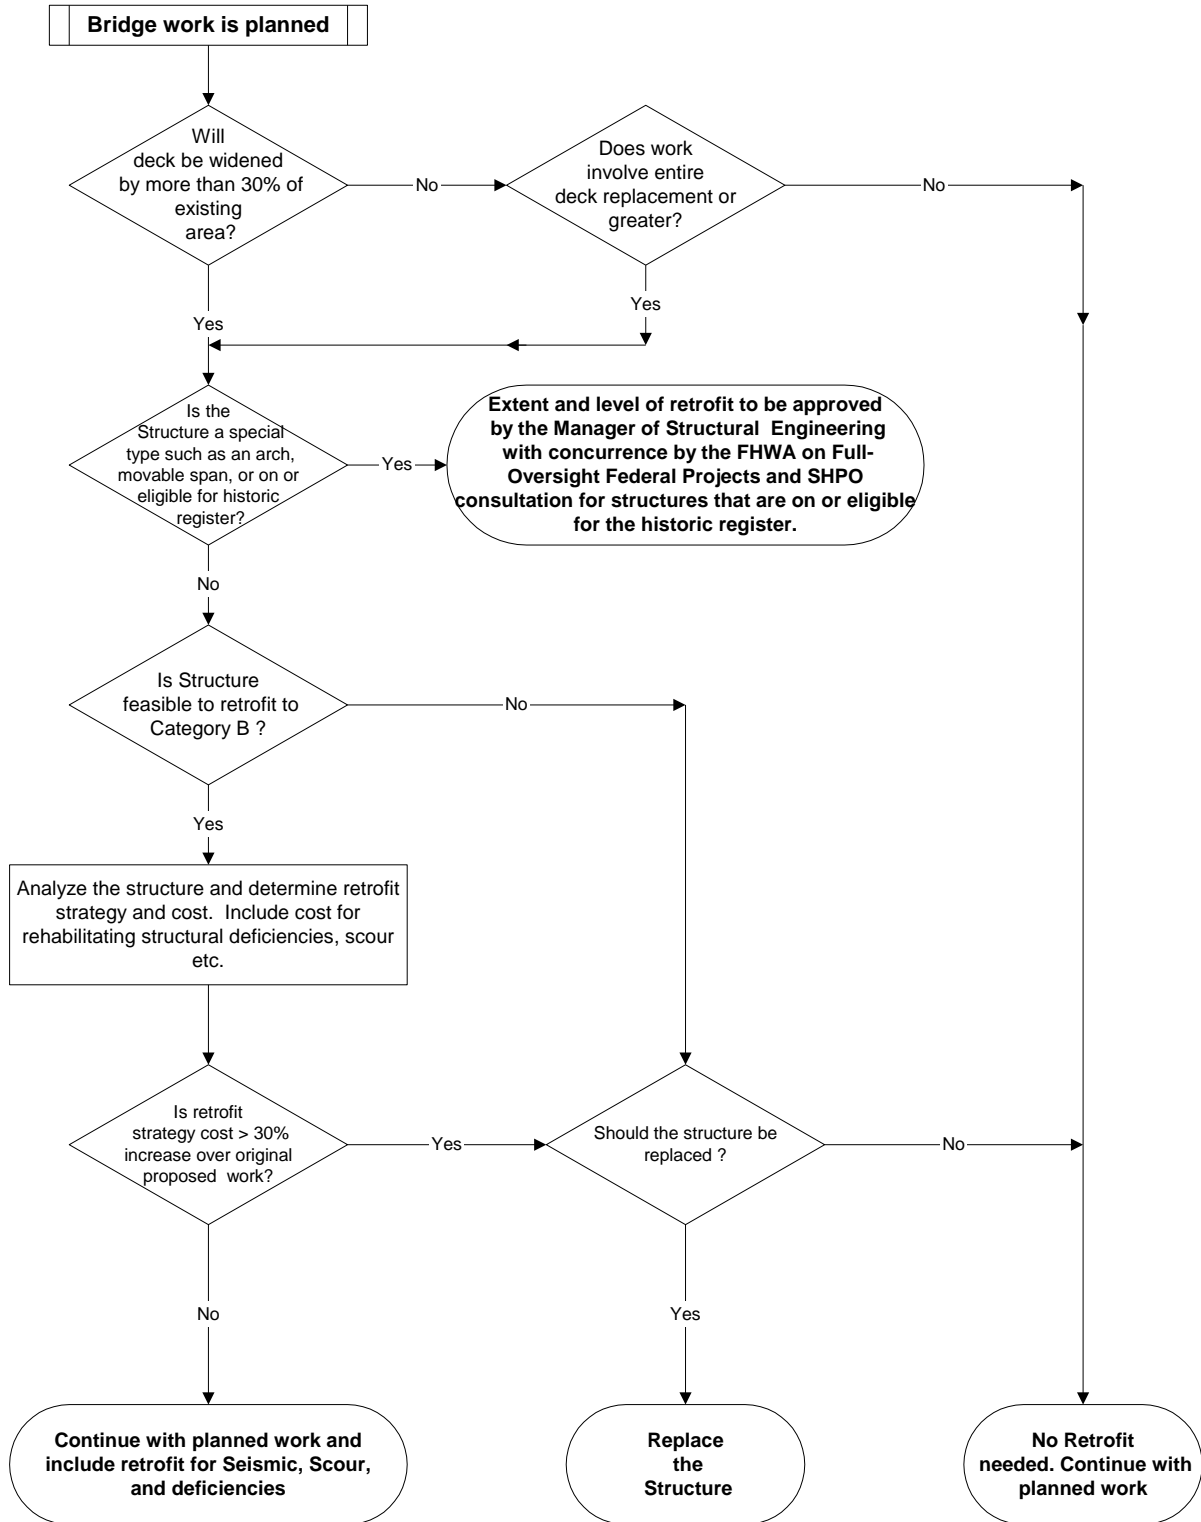 Bridge work is planned
Will
deck be widened
by more than 30% of
existing
area?
No
Does work
involve entire
deck replacement or
greater?
No
Yes
Yes
Is the
Structure a special
type such as an arch,
movable span, or on or
eligible for historic
register?
Yes
Extent and level of retrofit to be approved
by the Manager of Structural Engineering
with concurrence by the FHWA on Full-
Oversight Federal Projects and SHPO
consultation for structures that are on or eligible
for the historic register.
No
Is Structure
feasible to retrofit to
Category B ?
No
Yes
Analyze the structure and determine retrofit
strategy and cost. Include cost for
rehabilitating structural deficiencies, scour
etc.
Is retrofit
strategy cost > 30%
increase over original
proposed work?
Yes
Should the structure be
replaced ?
No
No
Yes
Continue with planned work and
include retrofit for Seismic, Scour,
and deficiencies
Replace
the
Structure
No Retrofit
needed. Continue with
planned work